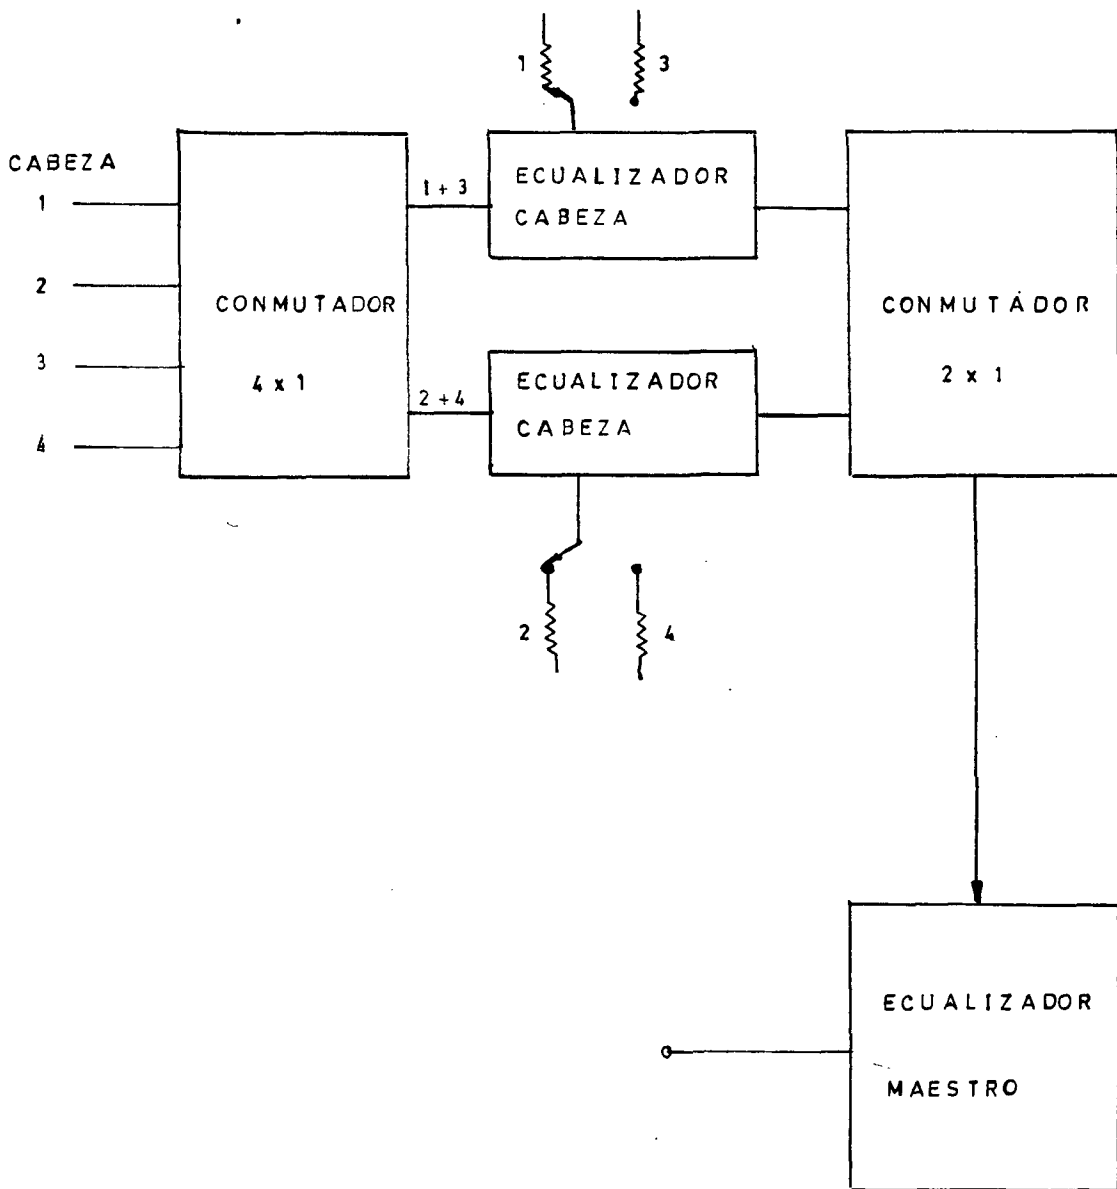 1
3
CABEZA
1
2
3
4
CONMUTADOR
4 x 1
1 + 3
2 + 4
ECUALIZADOR
CABEZA
ECUALIZADOR
CABEZA
2
4
CONMUTADOR
2 x 1
ECUALIZADOR
MAESTRO